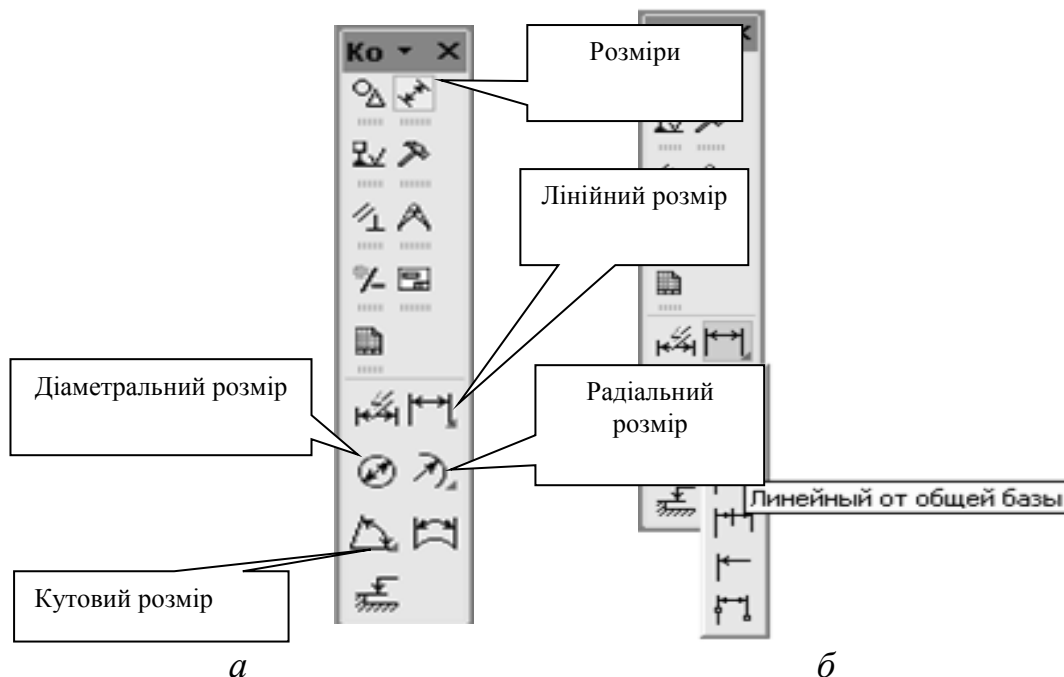 Ко
Розміри
Лінійний розмір
Діаметральний розмір
Радіальний
розмір
Линейный от общей базы
Кутовий розмір
а
б